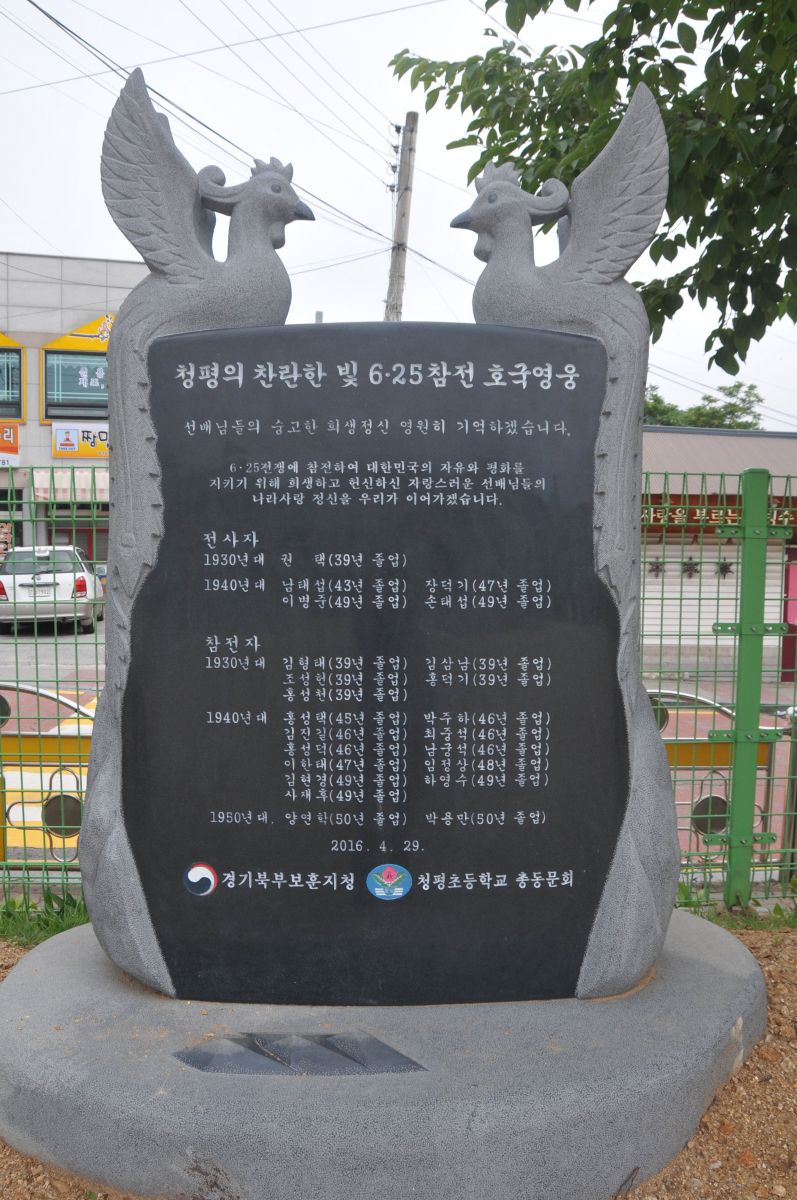 청평의 찬란한 빛 6·25참전 호국영웅
선배님들의 숭고한 희생정신 영원히 기억하겠습니다.
6·25전쟁에 참전하여 대한민국의 자유와 평화를
지키기 위해 희생하고 헌신하신 자랑스러운 선배님들의
나라사랑 정신을 우리가 이어가겠습니다.
전사자
1930년대 권 택(39년 졸업)
1940년대 남태섭(43년 졸업) 장덕기(47년 졸업)
이병준(49년 졸업) 손태섭(49년 졸업)
참전자
1930년대 김형태(39년 졸업) 김삼남(39년 졸업)
조성헌(39년 졸업) 홍덕기(39년 졸업)
홍성천(39년 졸업)
1940년대 홍성택(45년 졸업) 박주하(46년 졸업)
김진길(46년 졸업) 최중석(46년 졸업)
홍성덕(46년 졸업) 남궁석(46년 졸업)
이한태(47년 졸업) 임정상(48년 졸업)
김현경(49년 졸업) 하영수(49년 졸업)
사재후(49년 졸업)
1950년대. 양연학(50년 졸업) 박용만(50년 졸업)
2016. 4. 29.
경기북부보훈지청 청평초등학교 총동문회